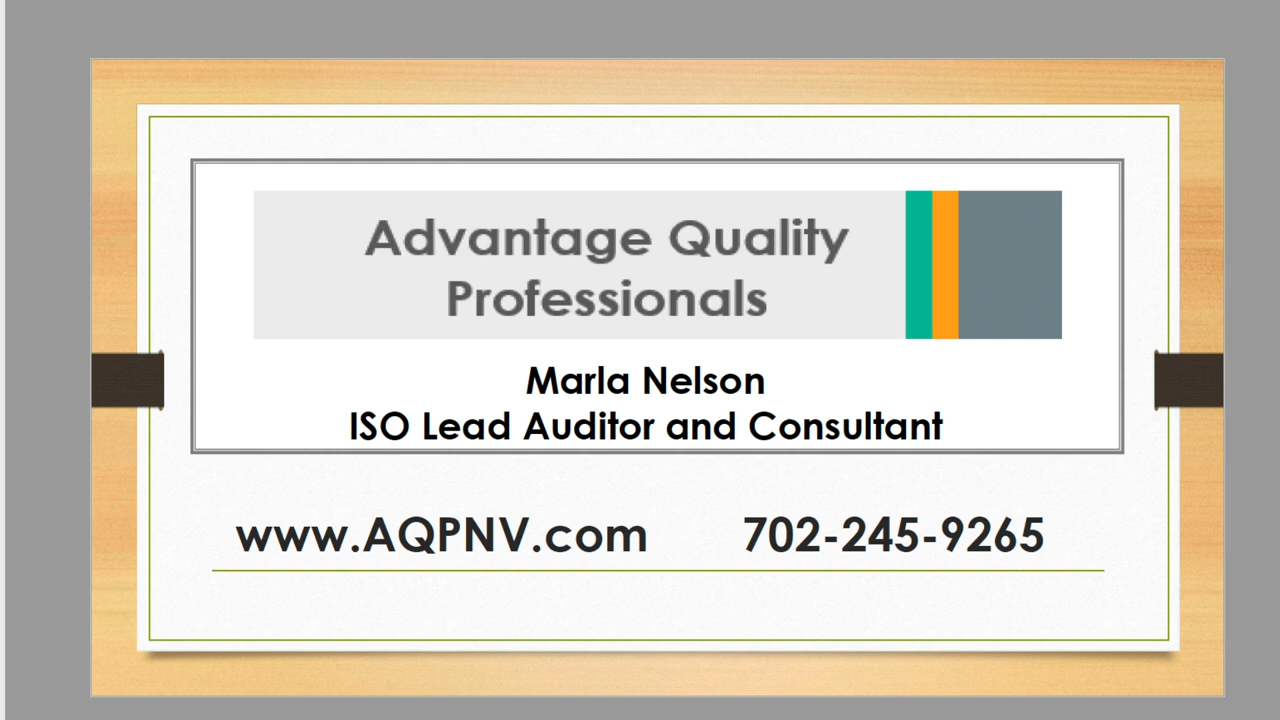 Advantage Quality
Professionals
Marla Nelson
ISO Lead Auditor and Consultant
www.AQPNV.com 702-245-9265